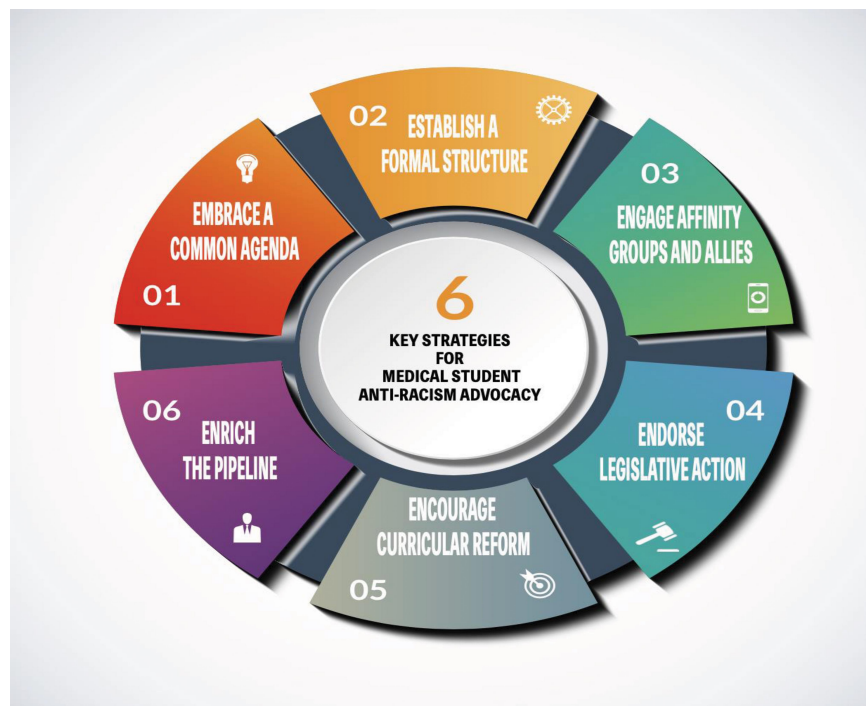 6
KEY STRATEGIES
FOR
MEDICAL STUDENT
ANTI-RACISM ADVOCACY
01
EMBRACE A
COMMON AGENDA
02
ESTABLISH A
FORMAL STRUCTURE
03
ENGAGE AFFINITY
GROUPS AND ALLIES
04
ENDORSE
LEGISLATIVE ACTION
05
ENCOURAGE
CURRICULAR REFORM
06
ENRICH
THE PIPELINE